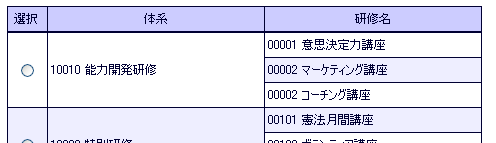 選択 体系 研修名
00001 意思決定力講座
10010 能力開発研修 00002 マーケティング講座
00002 コーチング講座
00101 憲法月間講座